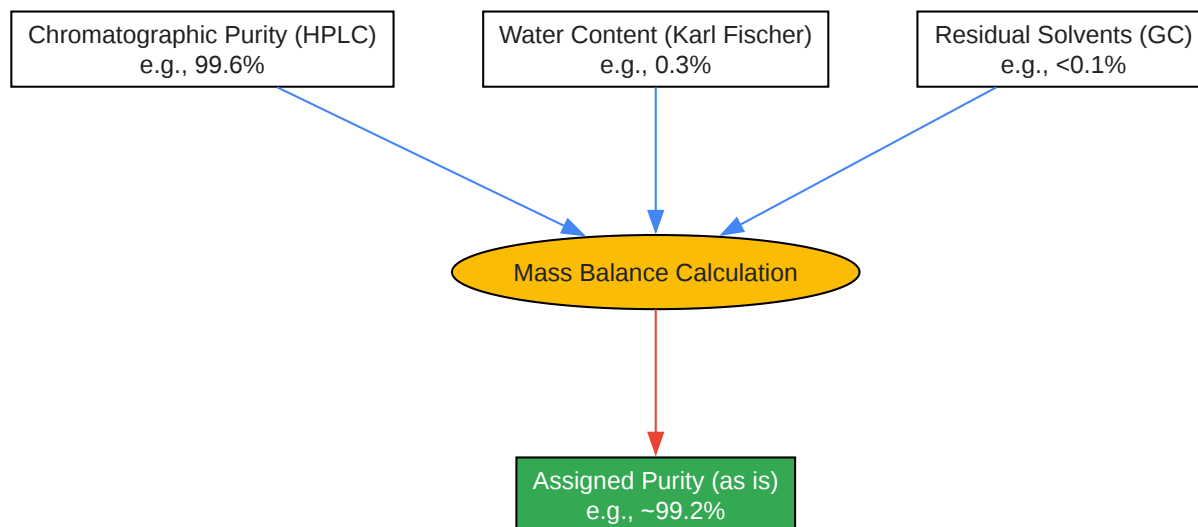 Chromatographic Purity (HPLC)
e.g., 99.6%
Water Content (Karl Fischer)
e.g., 0.3%
Residual Solvents (GC)
e.g., <0.1%
Mass Balance Calculation
Assigned Purity (as is)
e.g., ~99.2%